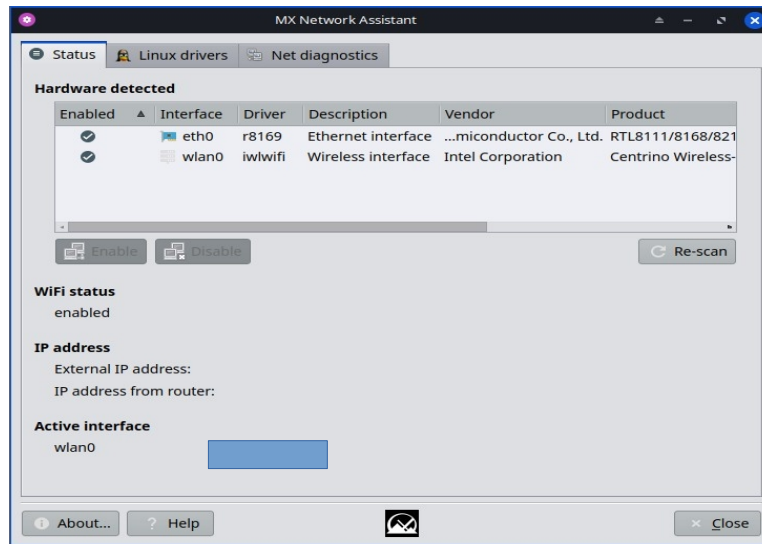 MX Network Assistant
Status Linux drivers Net diagnostics
Hardware detected
Enabled Interface Driver Description Vendor Product
eth0 r8169 Ethernet interface ...miconductor Co., Ltd. RTL8111/8168/821
wlan0 iwlwifi Wireless interface Intel Corporation Centrino Wireless-
Enable Disable Re-scan
WiFi status
enabled
IP address
External IP address:
IP address from router:
Active interface
wlan0
About... ? Help Close